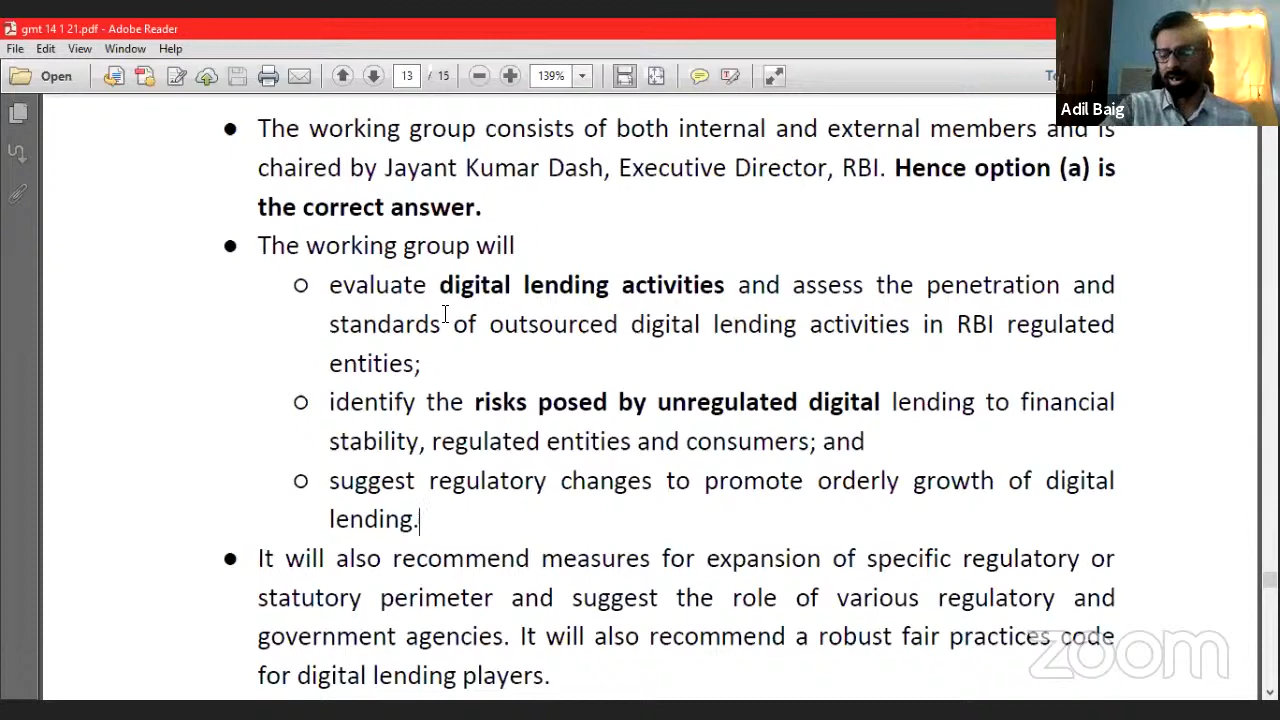 gmt 14 1 21.pdf - Adobe Reader
File Edit View Window Help
Open 13 / 15 139%
Adil Baig
The working group consists of both internal and external members and is
chaired by Jayant Kumar Dash, Executive Director, RBI. Hence option (a) is
the correct answer.
The working group will
evaluate digital lending activities and assess the penetration and
standards of outsourced digital lending activities in RBI regulated
entities;
identify the risks posed by unregulated digital lending to financial
stability, regulated entities and consumers; and
suggest regulatory changes to promote orderly growth of digital
lending.
It will also recommend measures for expansion of specific regulatory or
statutory perimeter and suggest the role of various regulatory and
government agencies. It will also recommend a robust fair practices code
for digital lending players.
zoom